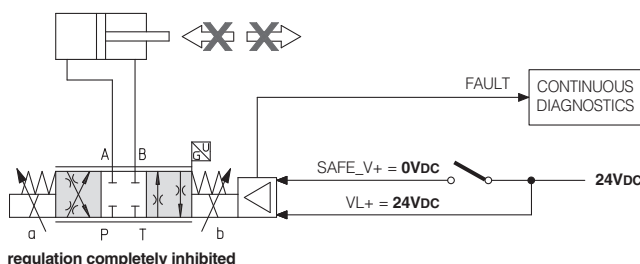 FAULT
CONTINUOUS
DIAGNOSTICS
A B
G U
SAFE_V+ = 0VDC
24VDC
VL+ = 24VDC
a P T b
regulation completely inhibited